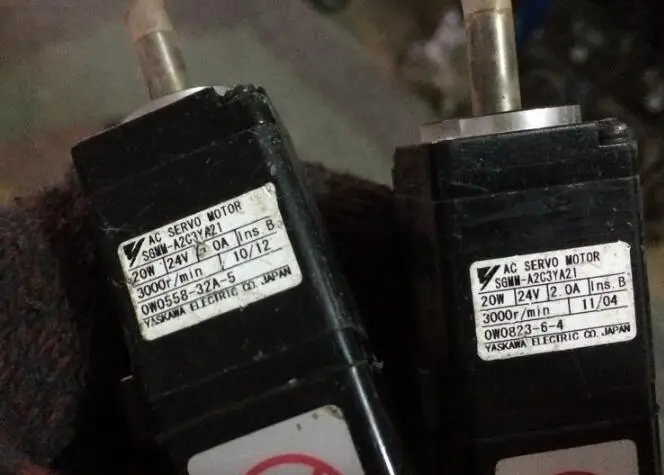 AC SERVO MOTOR
SGMM-A2C3YA21
20W 24V 2.0A Ins.B
3000r/min 10/12
0W0558-32A-5
YASKAWA ELECTRIC CO. JAPAN
AC SERVO MOTOR
SGMM-A2C3YA21
20W 24V 2.0A Ins.B
3000r/min 11/04
0W0823-6-4
YASKAWA ELECTRIC CO. JAPAN